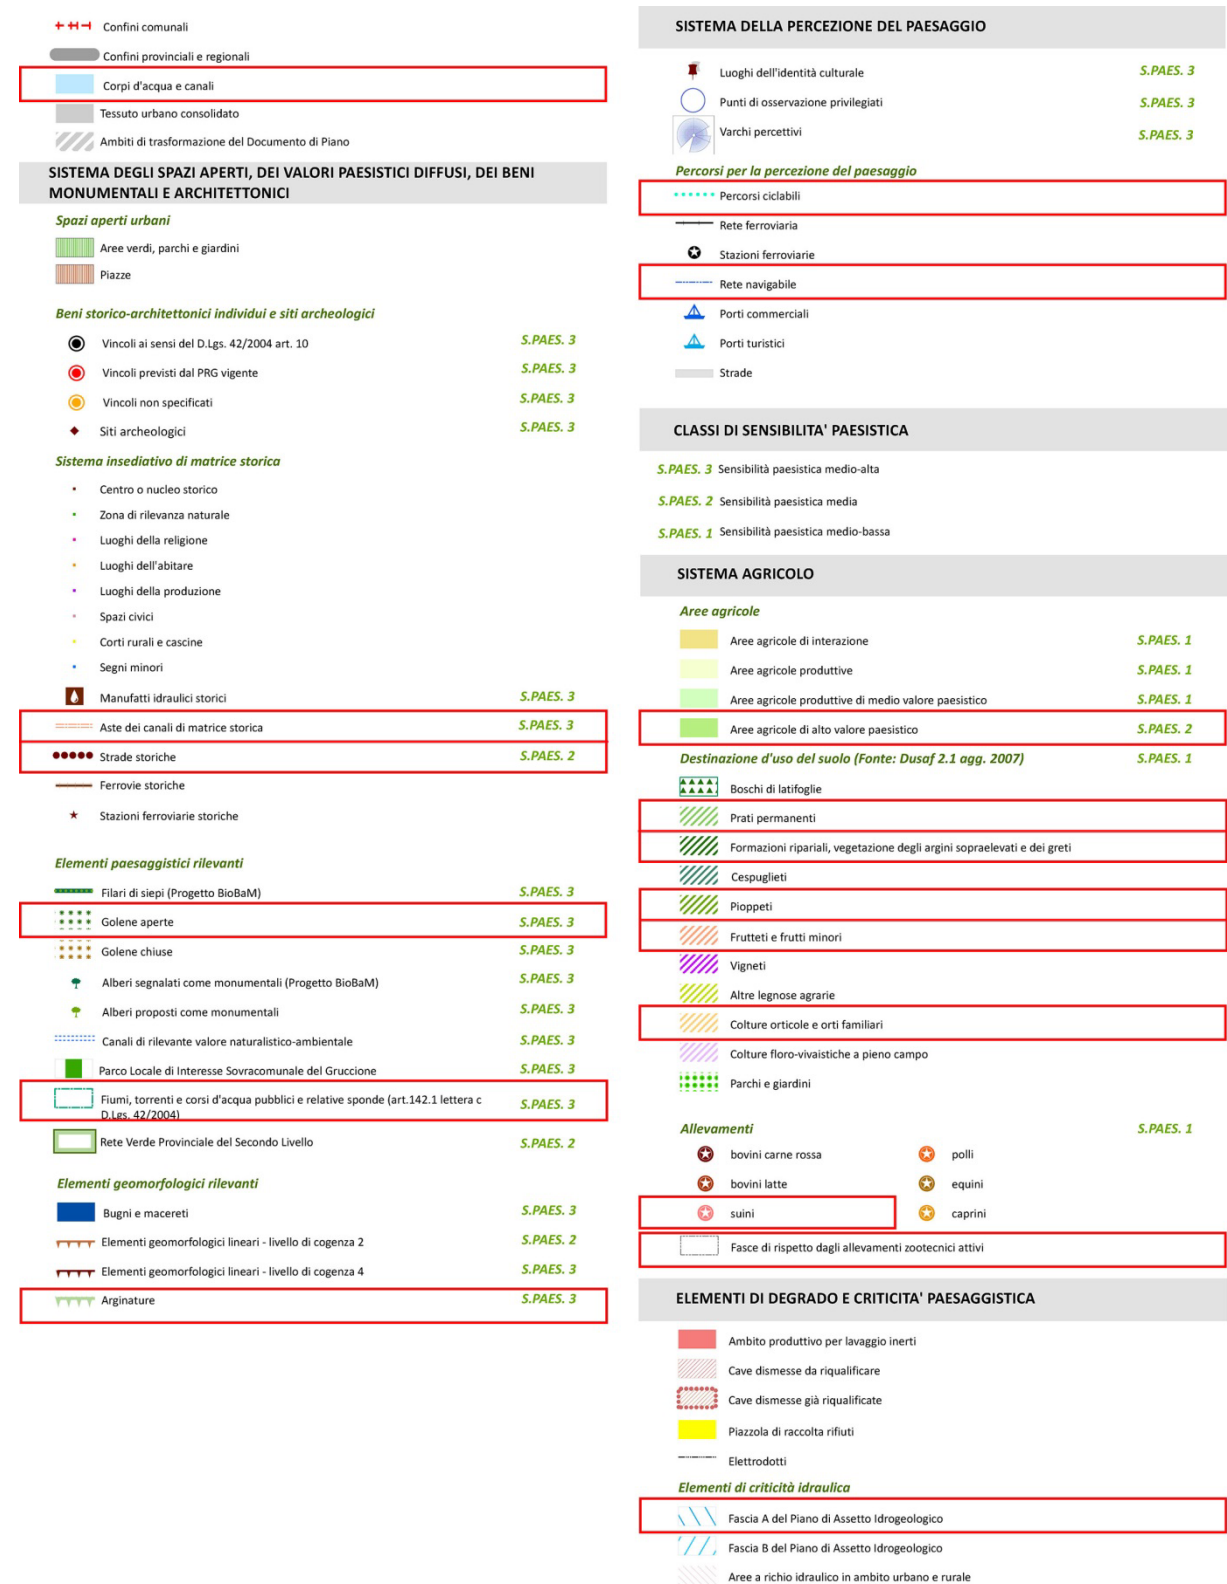 Confini comunali
Confini provinciali e regionali
Corpi d'acqua e canali
Tessuto urbano consolidato
Ambiti di trasformazione del Documento di Piano
SISTEMA DEGLI SPAZI APERTI, DEI VALORI PAESISTICI DIFFUSI, DEI BENI
MONUMENTALI E ARCHITETTONICI
Spazi aperti urbani
Aree verdi, parchi e giardini
Piazze
Beni storico-architettonici individui e siti archeologici
Vincoli ai sensi del D.Lgs. 42/2004 art. 10 S.PAES. 3
Vincoli previsti dal PRG vigente S.PAES. 3
Vincoli non specificati S.PAES. 3
Siti archeologici S.PAES. 3
Sistema insediativo di matrice storica
Centro o nucleo storico
Zona di rilevanza naturale
Luoghi della religione
Luoghi dell'abitare
Luoghi della produzione
Spazi civici
Corti rurali e cascine
Segni minori
Manufatti idraulici storici S.PAES. 3
Aste dei canali di matrice storica S.PAES. 3
Strade storiche S.PAES. 2
Ferrovie storiche
Stazioni ferroviarie storiche
Elementi paesaggistici rilevanti
Filari di siepi (Progetto BioBaM) S.PAES. 3
Golene aperte S.PAES. 3
Golene chiuse S.PAES. 3
Alberi segnalati come monumentali (Progetto BioBaM) S.PAES. 3
Alberi proposti come monumentali S.PAES. 3
Canali di rilevante valore naturalistico-ambientale S.PAES. 3
Parco Locale di Interesse Sovracomunale del Gruccione S.PAES. 3
Fiumi, torrenti e corsi d'acqua pubblici e relative sponde (art.142.1 lettera c S.PAES. 3
D.Lgs. 42/2004)
Rete Verde Provinciale del Secondo Livello S.PAES. 2
Elementi geomorfologici rilevanti
Bugni e macereti S.PAES. 3
Elementi geomorfologici lineari - livello di cogenza 2 S.PAES. 2
Elementi geomorfologici lineari - livello di cogenza 4 S.PAES. 3
Arginature S.PAES. 3
SISTEMA DELLA PERCEZIONE DEL PAESAGGIO
Luoghi dell'identità culturale S.PAES. 3
Punti di osservazione privilegiati S.PAES. 3
Varchi percettivi S.PAES. 3
Percorsi per la percezione del paesaggio
Percorsi ciclabili
Rete ferroviaria
Stazioni ferroviarie
Rete navigabile
Porti commerciali
Porti turistici
Strade
CLASSI DI SENSIBILITA' PAESISTICA
S.PAES. 3 Sensibilità paesistica medio-alta
S.PAES. 2 Sensibilità paesistica media
S.PAES. 1 Sensibilità paesistica medio-bassa
SISTEMA AGRICOLO
Aree agricole
Aree agricole di interazione S.PAES. 1
Aree agricole produttive S.PAES. 1
Aree agricole produttive di medio valore paesistico S.PAES. 1
Aree agricole di alto valore paesistico S.PAES. 2
Destinazione d'uso del suolo (Fonte: Dusaf 2.1 agg. 2007) S.PAES. 1
Boschi di latifoglie
Prati permanenti
Formazioni ripariali, vegetazione degli argini sopraelevati e dei greti
Cespuglieti
Pioppeti
Frutteti e frutti minori
Vigneti
Altre legnose agrarie
Colture orticole e orti familiari
Colture floro-vivaistiche a pieno campo
Parchi e giardini
Allevamenti S.PAES. 1
bovini carne rossa polli
bovini latte equini
suini caprini
Fasce di rispetto dagli allevamenti zootecnici attivi
ELEMENTI DI DEGRADO E CRITICITA' PAESAGGISTICA
Ambito produttivo per lavaggio inerti
Cave dismesse da riqualificare
Cave dismesse già riqualificate
Piazzola di raccolta rifiuti
Elettrodotti
Elementi di criticità idraulica
Fascia A del Piano di Assetto Idrogeologico
Fascia B del Piano di Assetto Idrogeologico
Aree a richio idraulico in ambito urbano e rurale